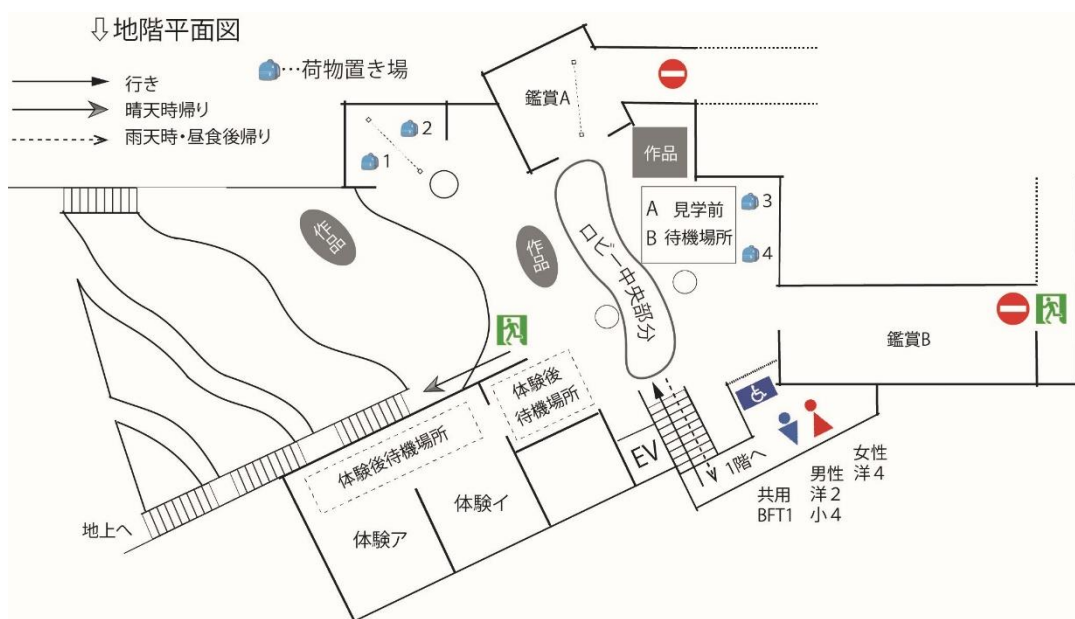 ⇩地階平面図
行き
晴天時帰り
雨天時・昼食後帰り
…荷物置き場
鑑賞A
2
1
作品
A 見学前
B 待機場所
3
4
作品
作品
ロビー中央部分
鑑賞B
体験後
待機場所
体験後待機場所
体験ア
体験イ
EV
1階へ
地上へ
共用
BFT1
男性
洋2
小4
女性
洋4